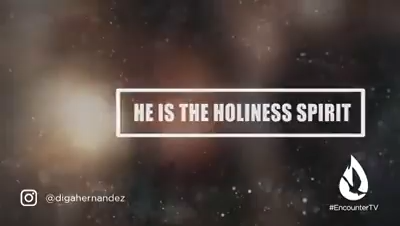 HE IS THE HOLINESS SPIRIT
@digahernandez
#EncounterTV